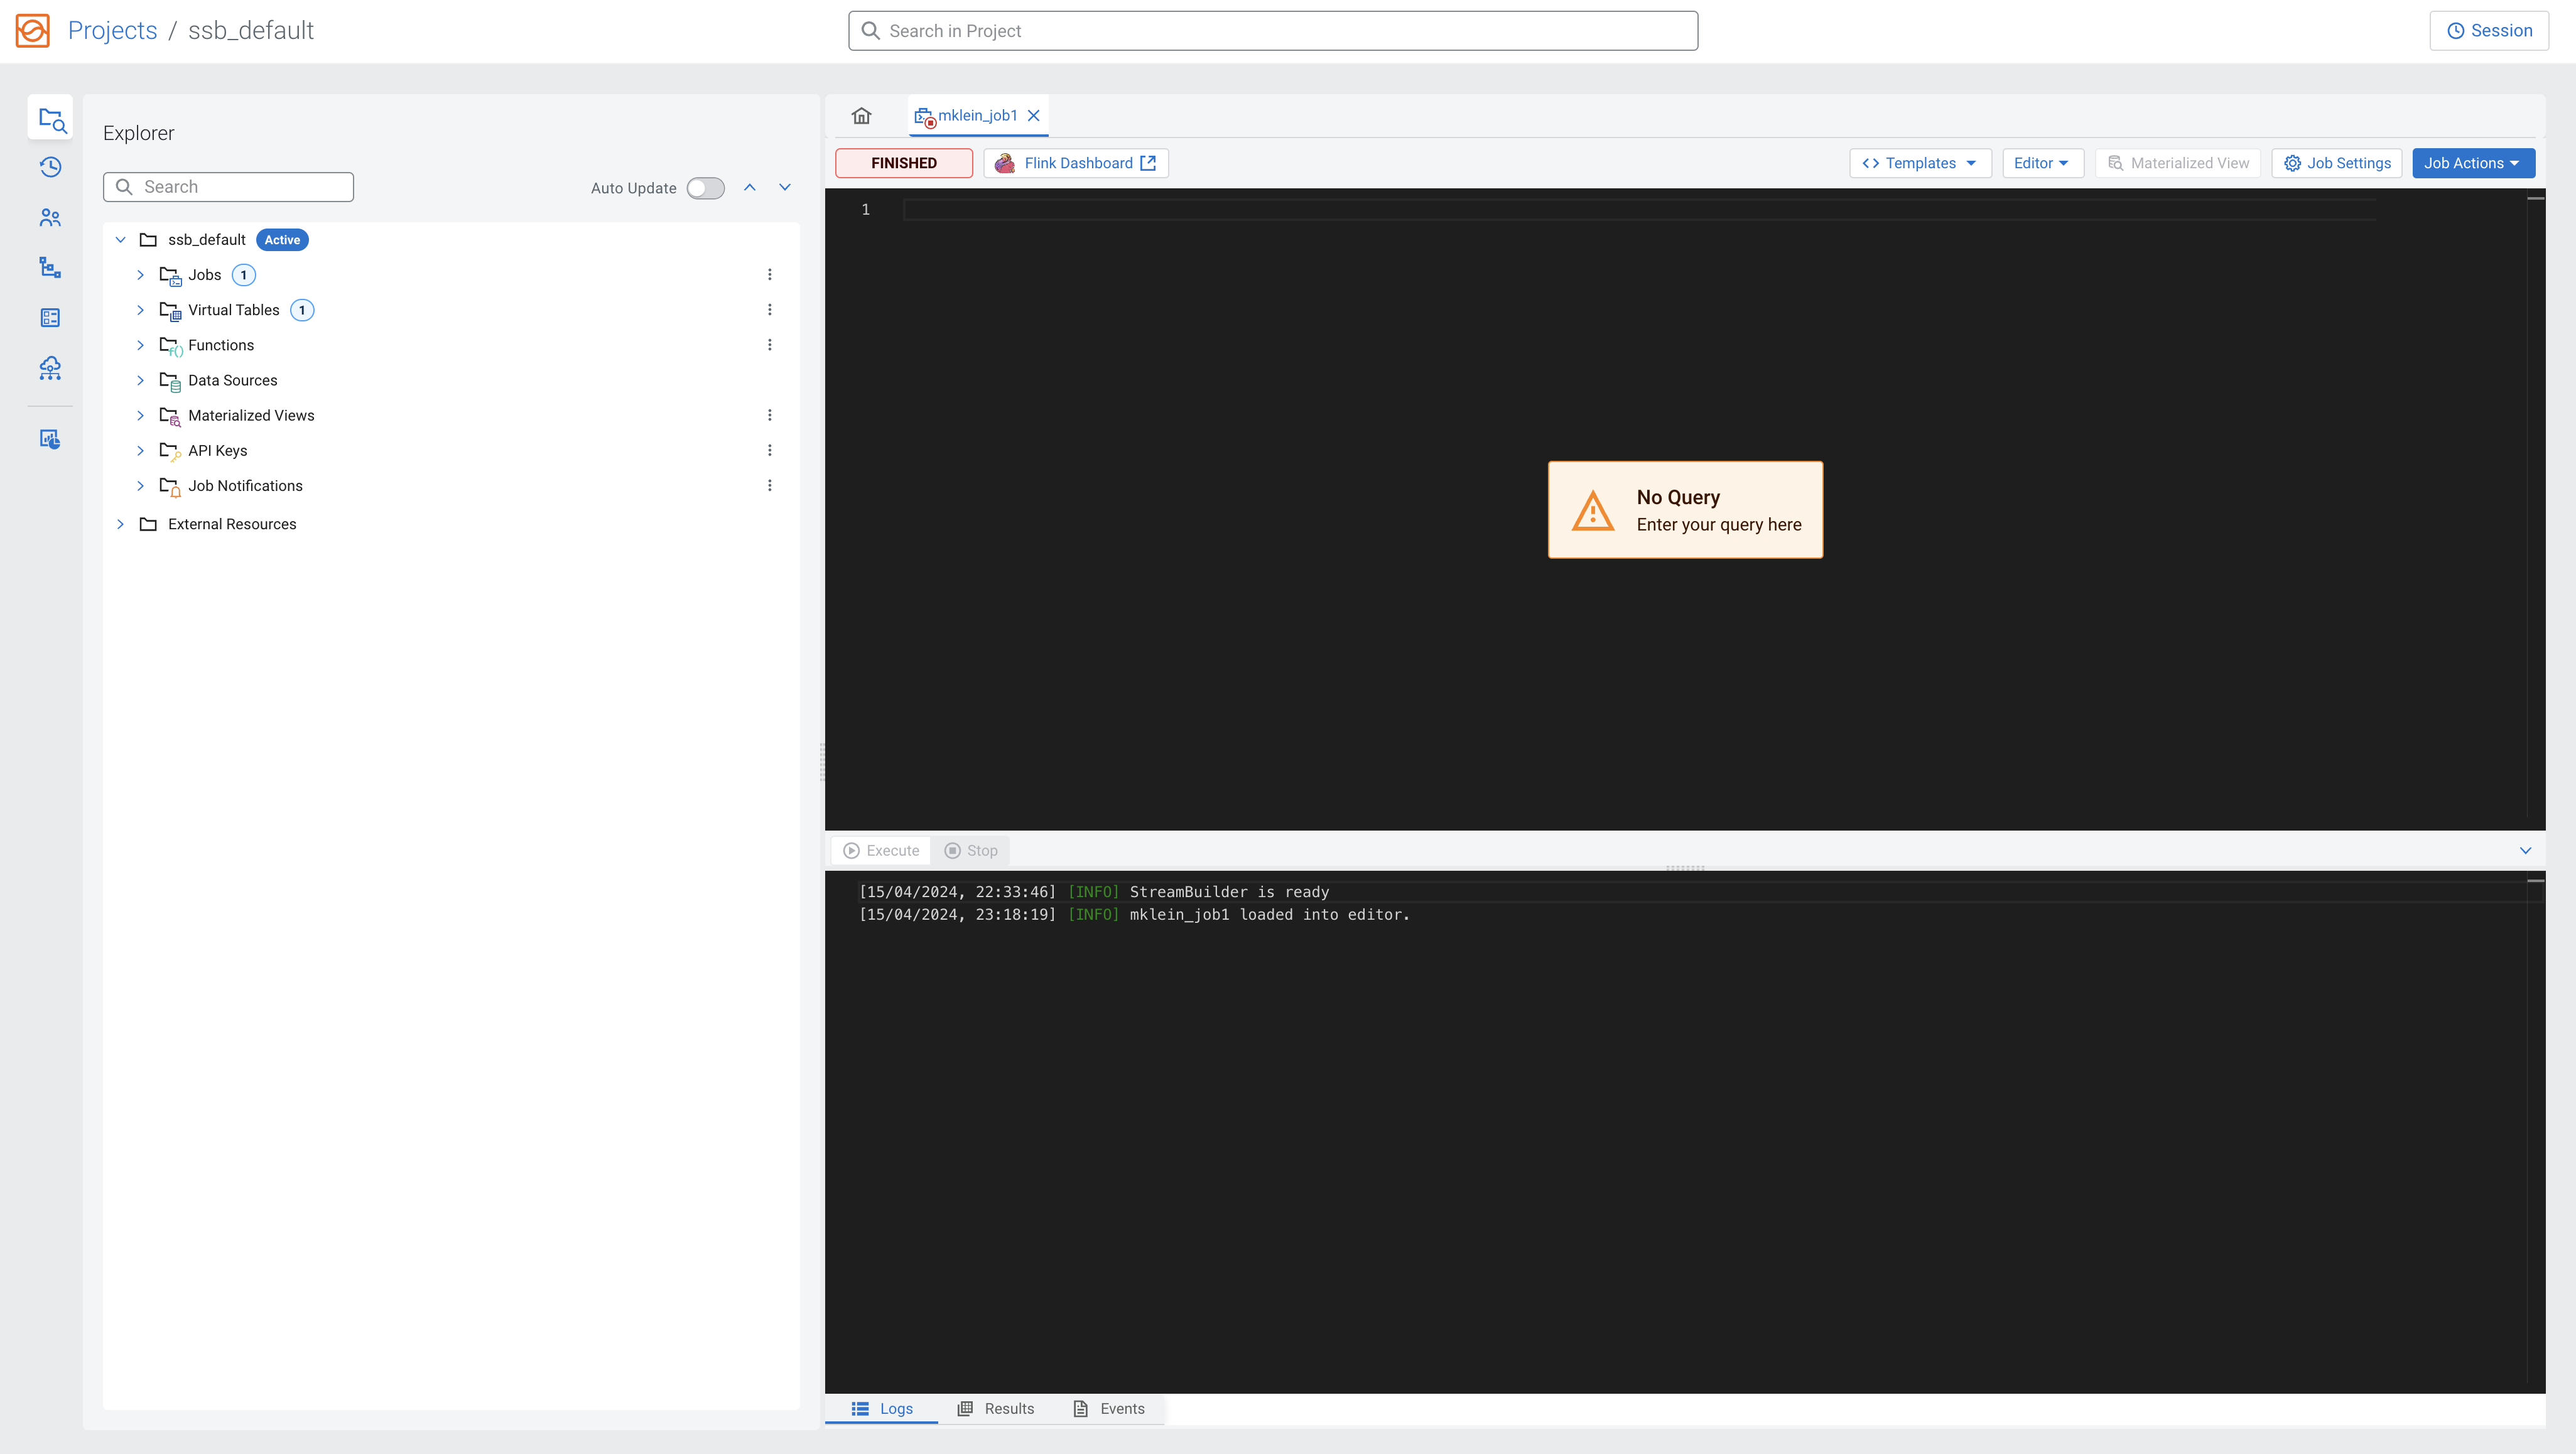 Projects / ssb_default
Search in Project
Session
Explorer
Search
Auto Update
ssb_default Active
Jobs 1
Virtual Tables 1
Functions
Data Sources
Materialized Views
API Keys
Job Notifications
External Resources
mklein_job1
FINISHED
Flink Dashboard
Templates
Editor
Materialized View
Job Settings
Job Actions
1
No Query
Enter your query here
Execute
Stop
[15/04/2024, 22:33:46] [INFO] StreamBuilder is ready
[15/04/2024, 23:18:19] [INFO] mklein_job1 loaded into editor.
Logs
Results
Events